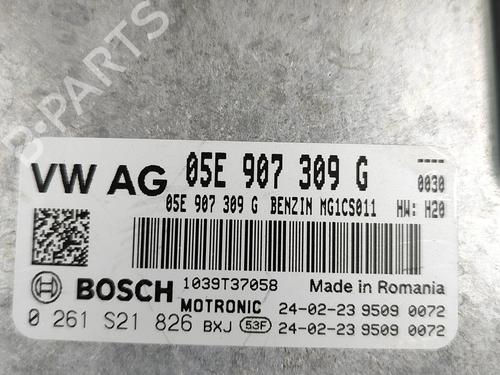 B-PARTS
VW AG 05E 907 309 G ----
0030
05E 907 309 G BENZIN MG1CS011 HW: H20
BOSCH 1039T37058 Made in Romania
MOTRONIC 24-02-23 9509 0072
0 261 S21 826 BXJ 53F 24-02-23 9509 0072